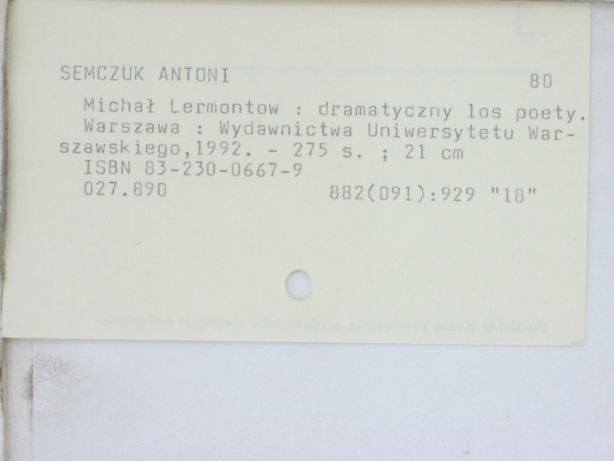 SEMCZUK ANTONI 80
Michał Lermontow : dramatyczny los poety.
Warszawa : Wydawnictwa Uniwersytetu War-
szawskiego,1992. - 275 s. ; 21 cm
ISBN 83-230-0667-9
027.890 882(091):929 "18"